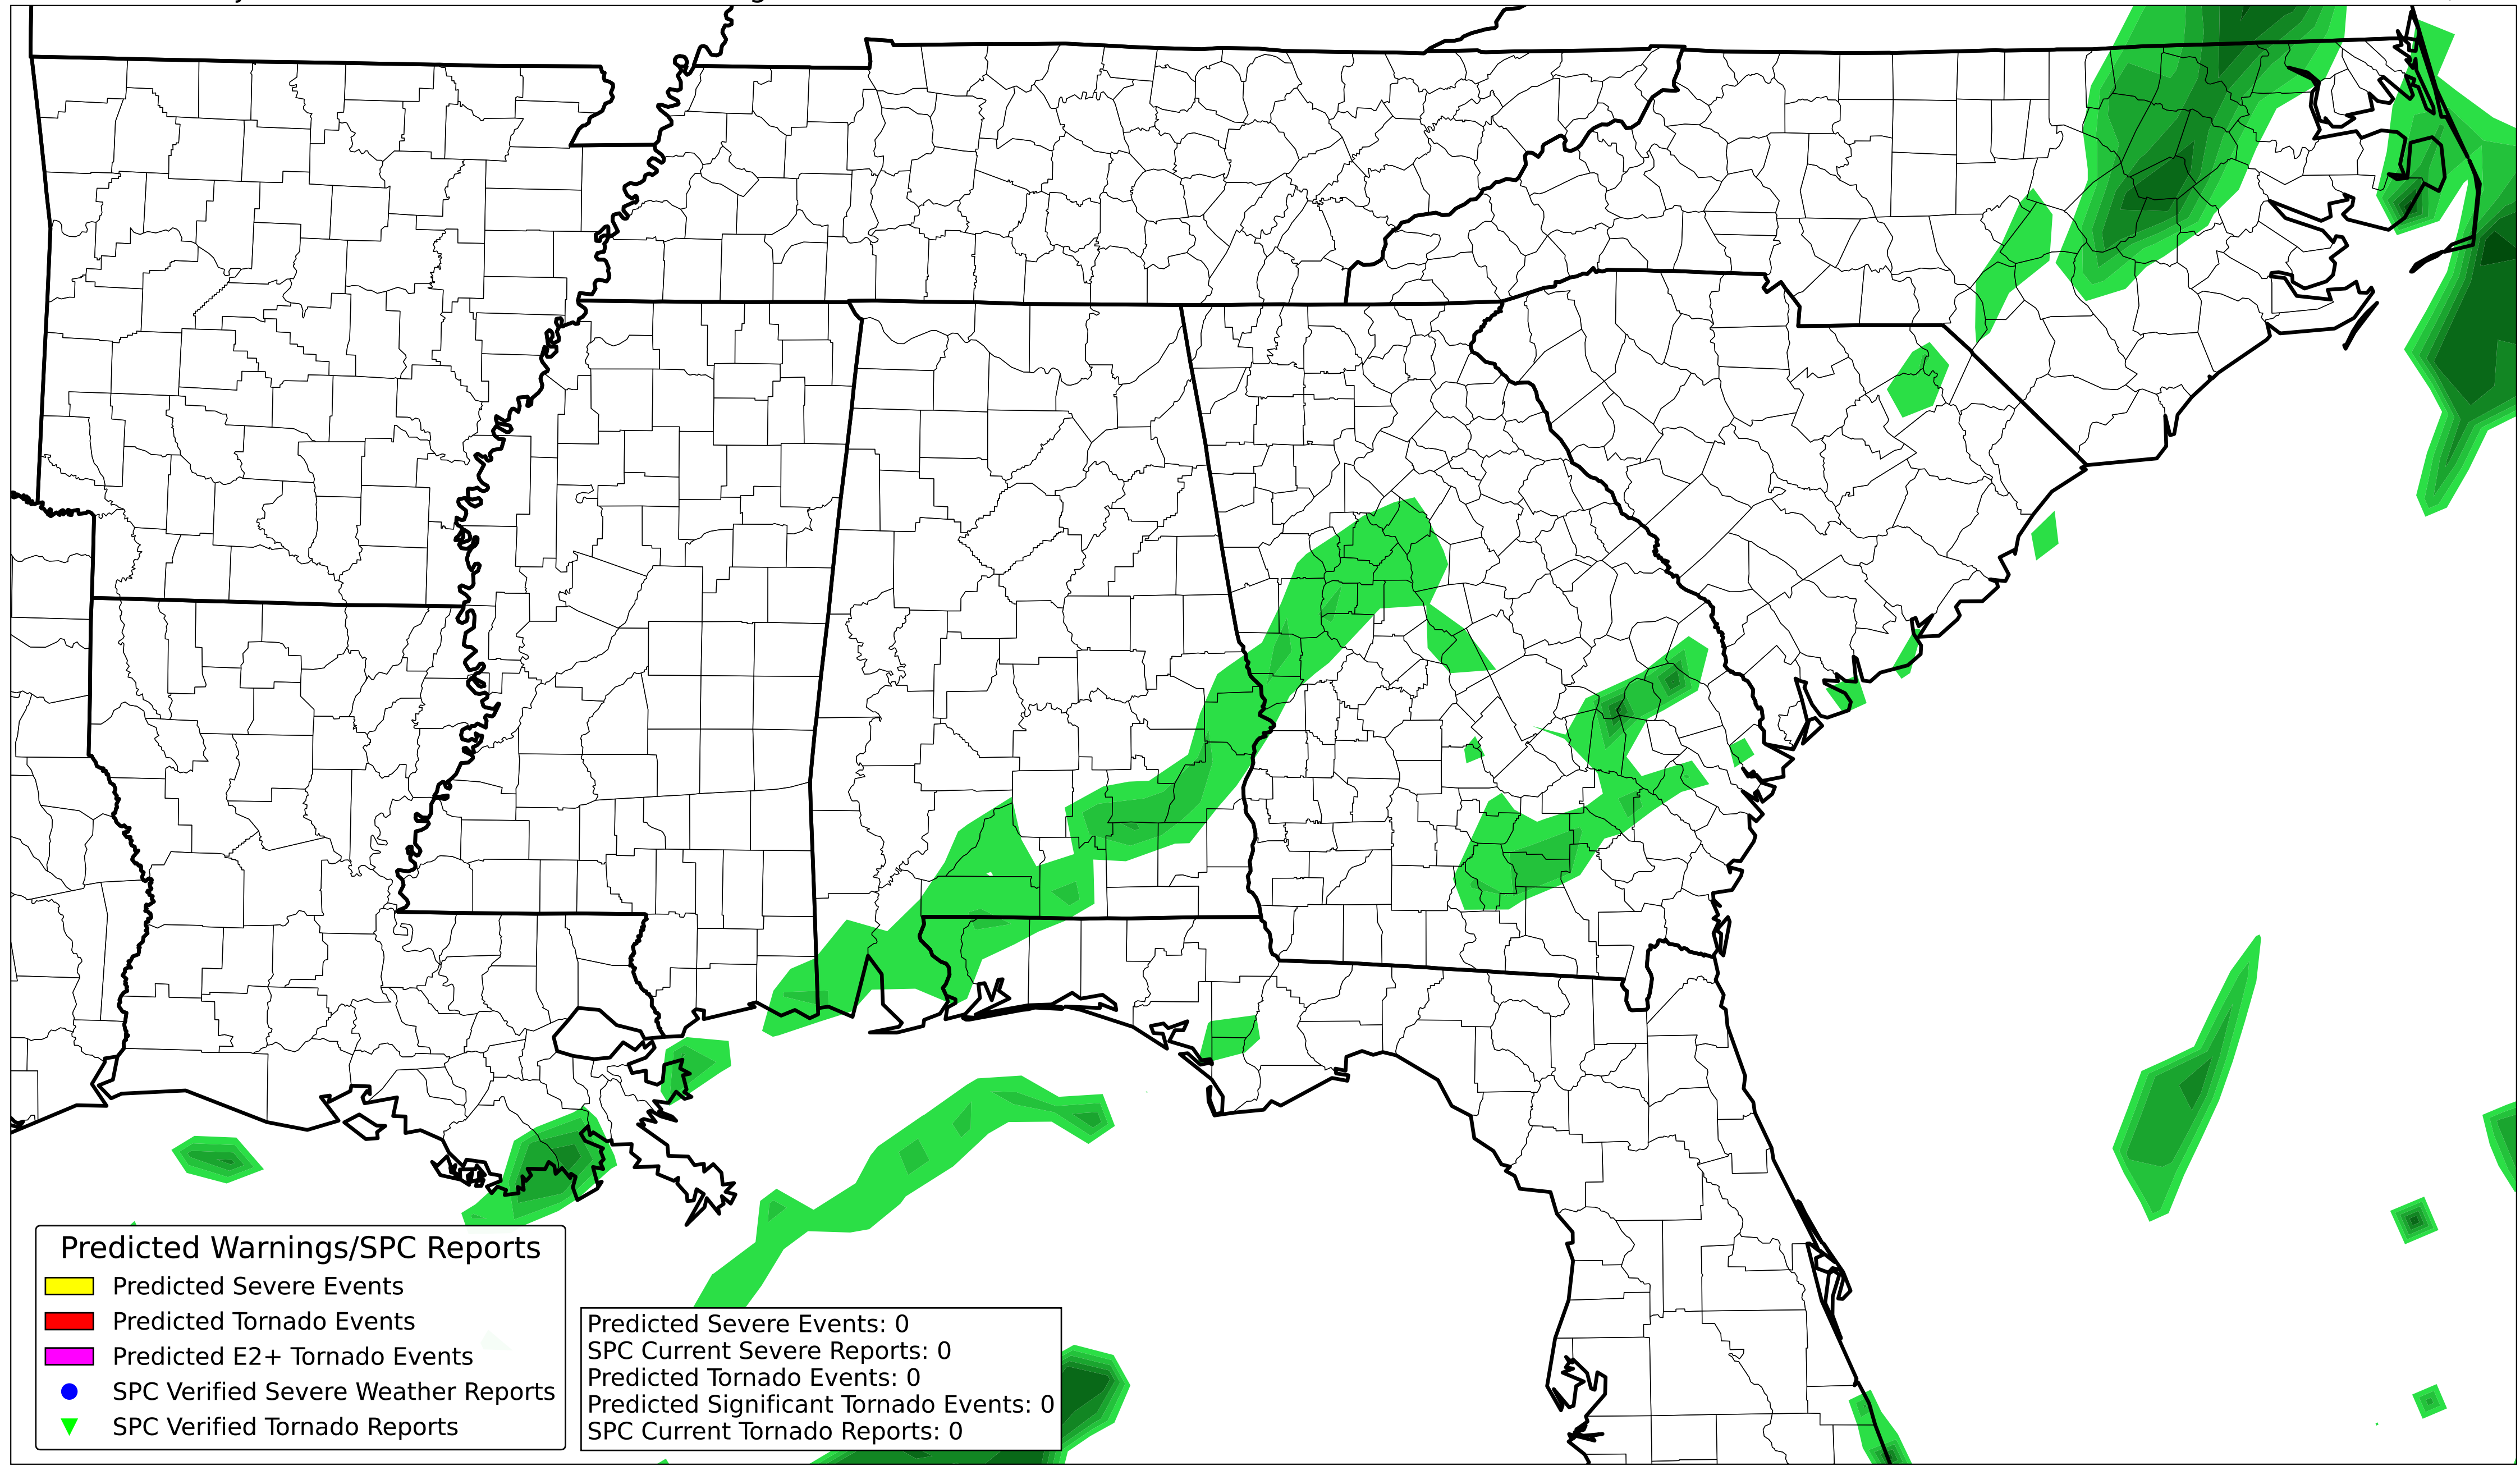 Predicted Warnings/SPC Reports
Predicted Severe Events
Predicted Tornado Events
Predicted E2+ Tornado Events
SPC Verified Severe Weather Reports
SPC Verified Tornado Reports
Predicted Severe Events: 0
SPC Current Severe Reports: 0
Predicted Tornado Events: 0
Predicted Significant Tornado Events: 0
SPC Current Tornado Reports: 0